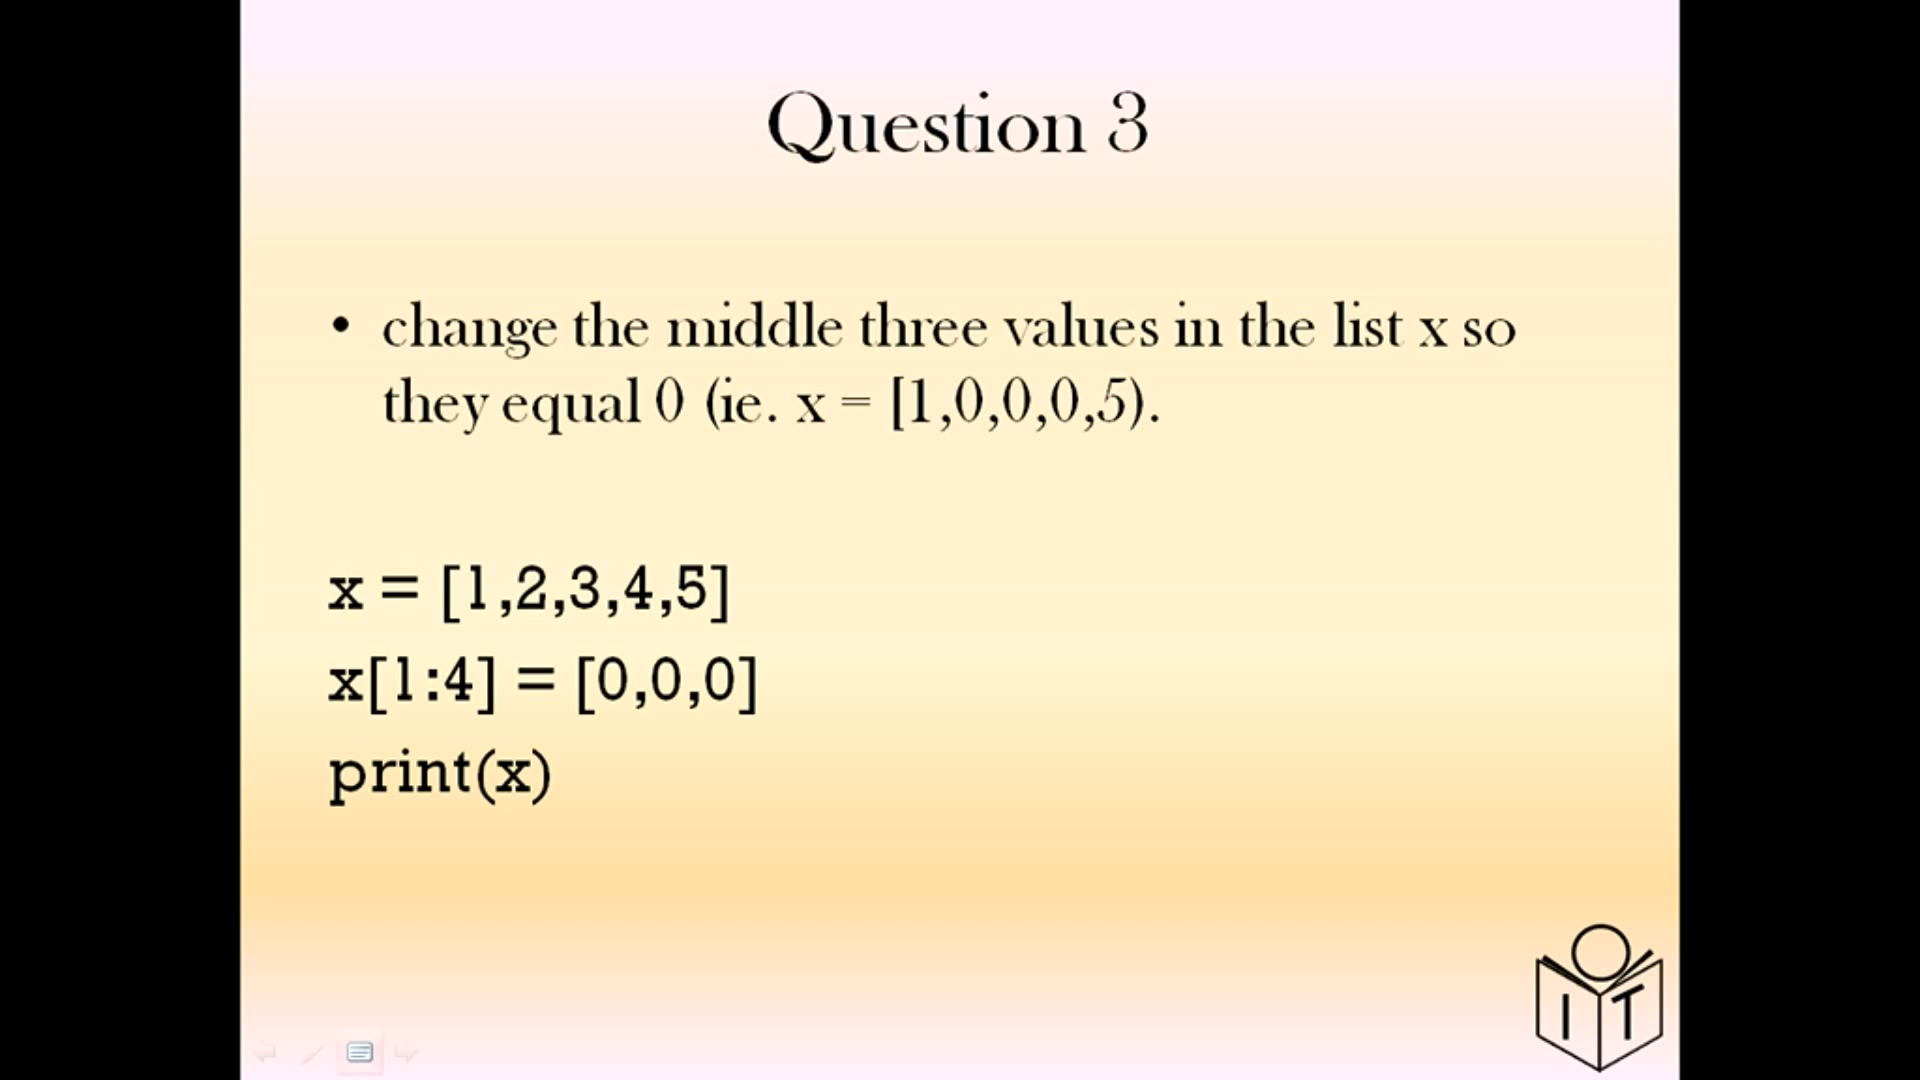 Question 3
• change the middle three values in the list x so
they equal 0 (ie. x = [1,0,0,0,5).
x = [1,2,3,4,5]
x[1:4] = [0,0,0]
print(x)
I T